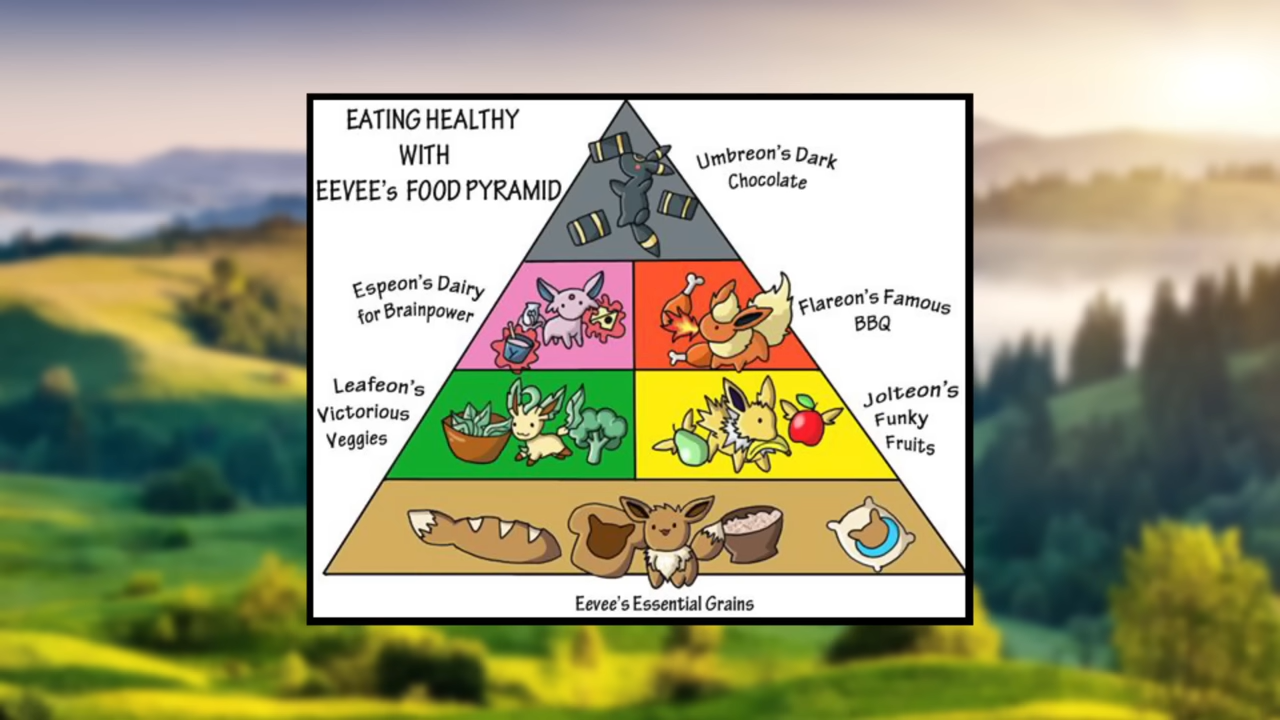 EATING HEALTHY
WITH
EEVEE's FOOD PYRAMID
Umbreon's Dark
Chocolate
Espeon's Dairy
for Brainpower
Flareon's Famous
BBQ
Leafeon's
Victorious
Veggies
Jolteon's
Funky
Fruits
Eevee's Essential Grains